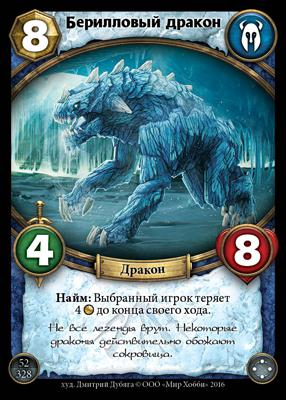 8
Берилловый дракон
4
8
Дракон
Найм: Выбранный игрок теряет
4 до конца своего хода.
Не все легенды врут. Некоторые
драконы действительно обожают
сокровища.
52
328
худ. Дмитрий Дубяга © ООО «Мир Хобби» 2016